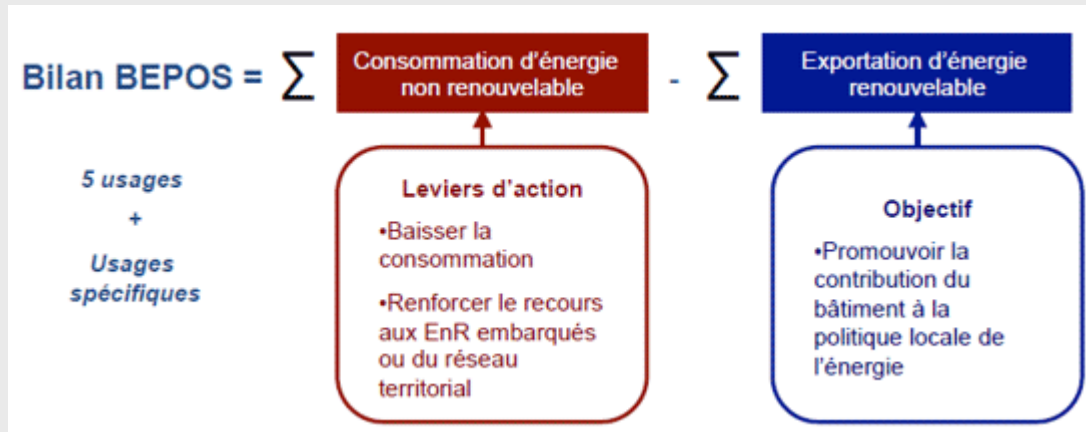 Bilan BEPOS = ∑
Consommation d'énergie
non renouvelable
- ∑
Exportation d'énergie
renouvelable
5 usages
+
Usages
spécifiques
Leviers d'action
•Baisser la
consommation
•Renforcer le recours
aux EnR embarqués
ou du réseau
territorial
Objectif
•Promouvoir la
contribution du
bâtiment à la
politique locale de
l'énergie